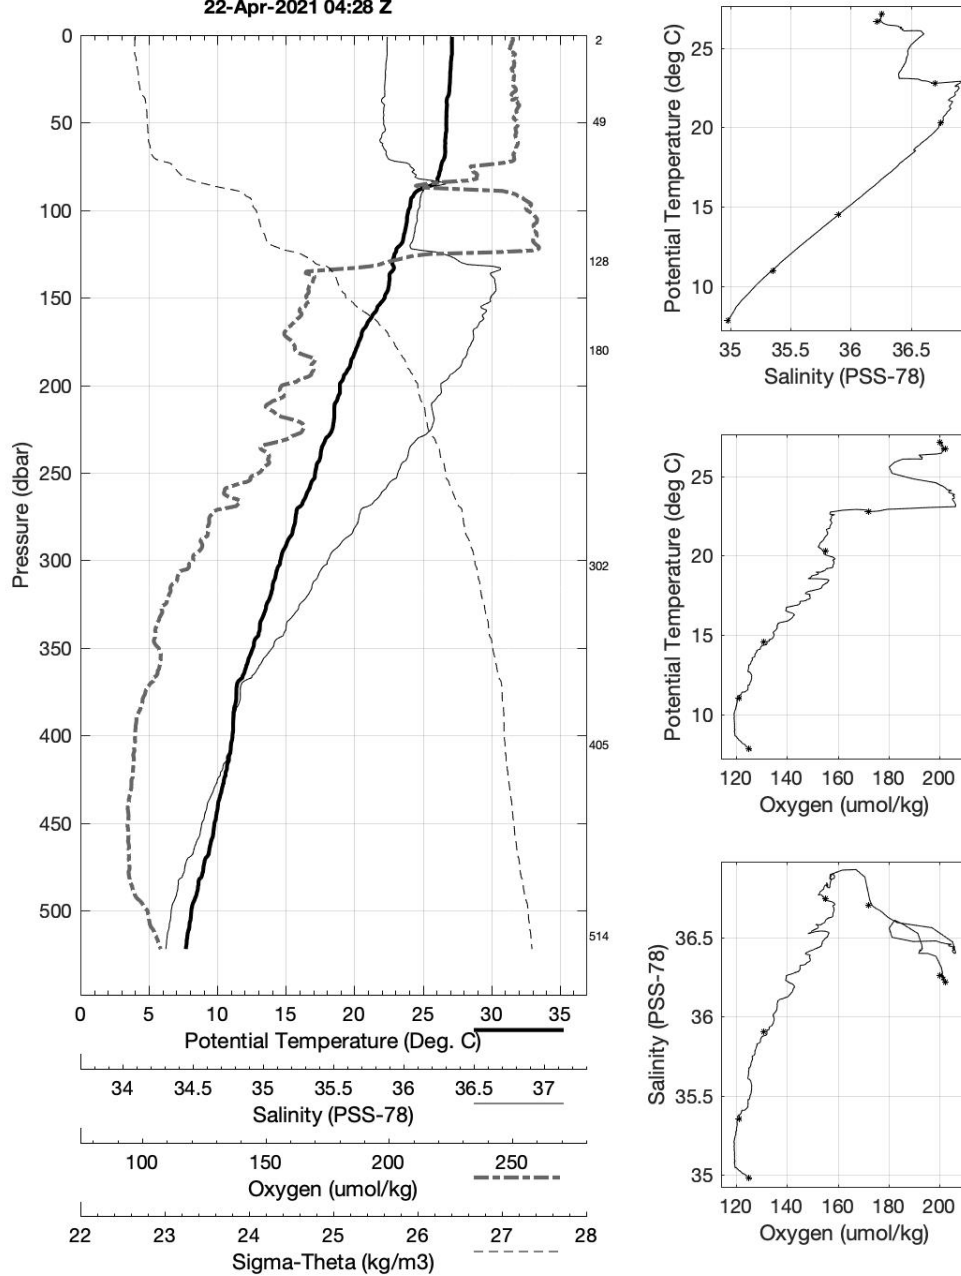 22-Apr-2021 04:28 Z
0
50
100
150
200
250
300
350
400
450
500
Pressure (dbar)
2
49
128
180
302
405
514
0 5 10 15 20 25 30 35
Potential Temperature (Deg. C)
34 34.5 35 35.5 36 36.5 37
Salinity (PSS-78)
100 150 200 250
Oxygen (umol/kg)
22 23 24 25 26 27 28
Sigma-Theta (kg/m3)
25
20
15
10
Potential Temperature (deg C)
35 35.5 36 36.5
Salinity (PSS-78)
25
20
15
10
Potential Temperature (deg C)
120 140 160 180 200
Oxygen (umol/kg)
36.5
36
35.5
35
Salinity (PSS-78)
120 140 160 180 200
Oxygen (umol/kg)